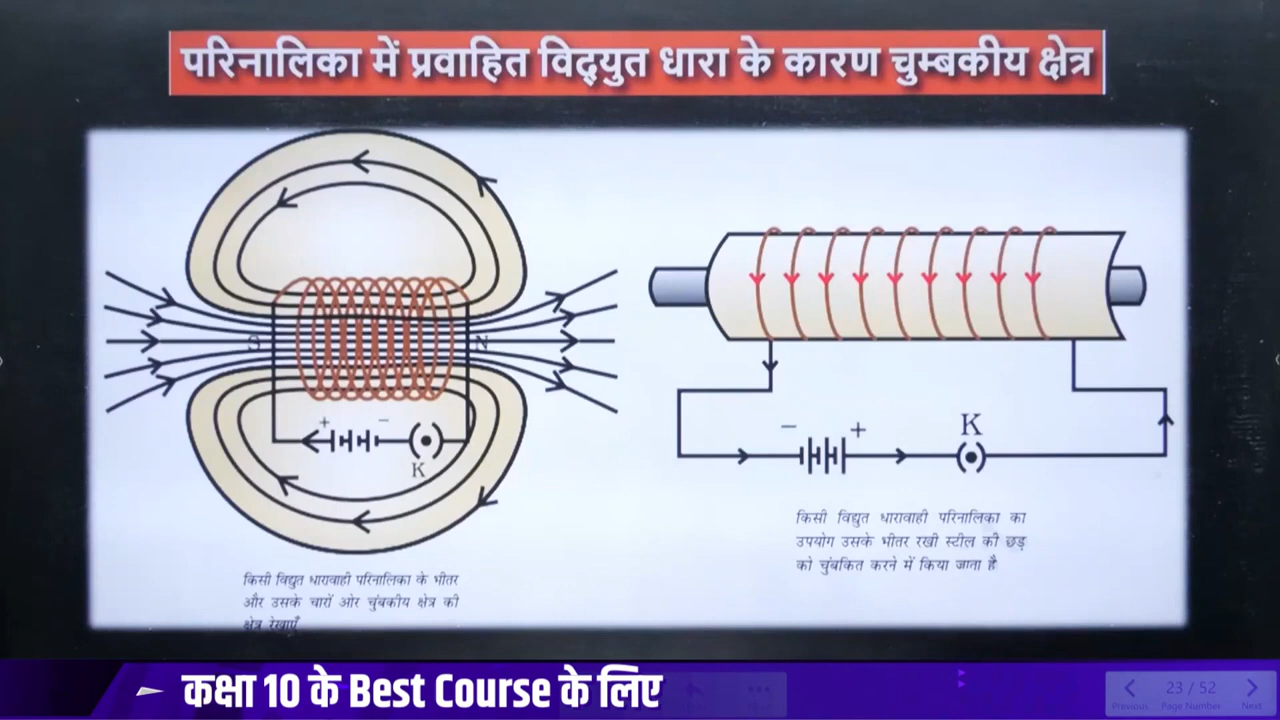 परिनालिका में प्रवाहित विद्युत धारा के कारण चुम्बकीय क्षेत्र
S
N
+
−
K
−
+
K
किसी विद्युत धारावाही परिनालिका के भीतर
और उसके चारों ओर चुंबकीय क्षेत्र की
क्षेत्र रेखाएँ
किसी विद्युत धारावाही परिनालिका का
उपयोग उसके भीतर रखी स्टील की छड़
को चुंबकित करने में किया जाता है
कक्षा 10 के Best Course के लिए
23 / 52
Previous
Page Number
Next